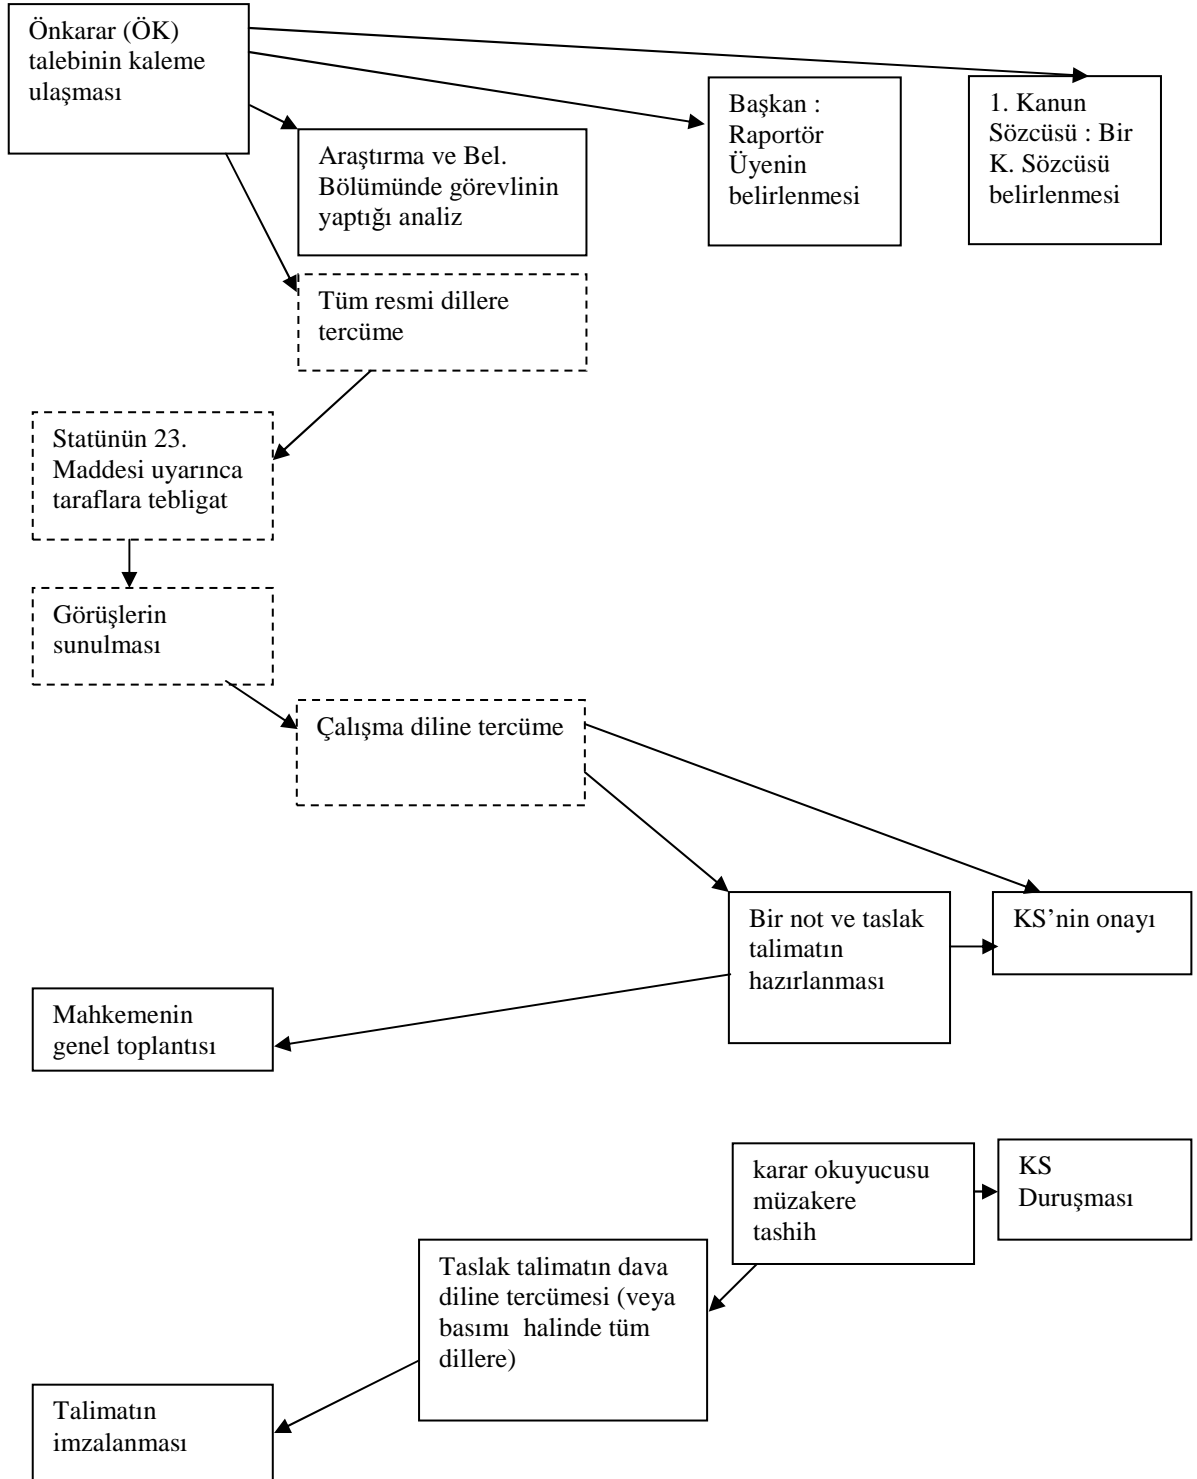 Önkarar (ÖK)
talebinin kaleme
ulaşması
Başkan :
Raportör
Üyenin
belirlenmesi
1. Kanun
Sözcüsü : Bir
K. Sözcüsü
belirlenmesi
Araştırma ve Bel.
Bölümünde görevlinin
yaptığı analiz
Tüm resmi dillere
tercüme
Statünün 23.
Maddesi uyarınca
taraflara tebligat
Görüşlerin
sunulması
Çalışma diline tercüme
Bir not ve taslak
talimatın
hazırlanması
KS’nin onayı
Mahkemenin
genel toplantısı
karar okuyucusu
müzakere
tashih
KS
Duruşması
Taslak talimatın dava
diline tercümesi (veya
basımı halinde tüm
dillere)
Talimatın
imzalanması